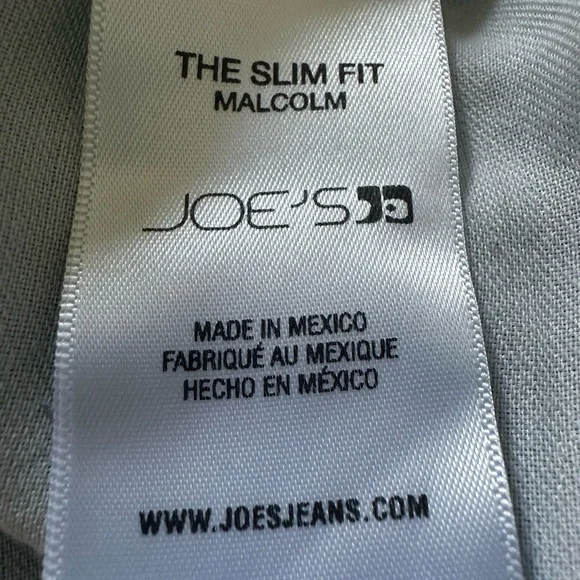 THE SLIM FIT
MALCOLM
JOE'S
MADE IN MEXICO
FABRIQUÉ AU MEXIQUE
HECHO EN MÉXICO
WWW.JOESJEANS.COM